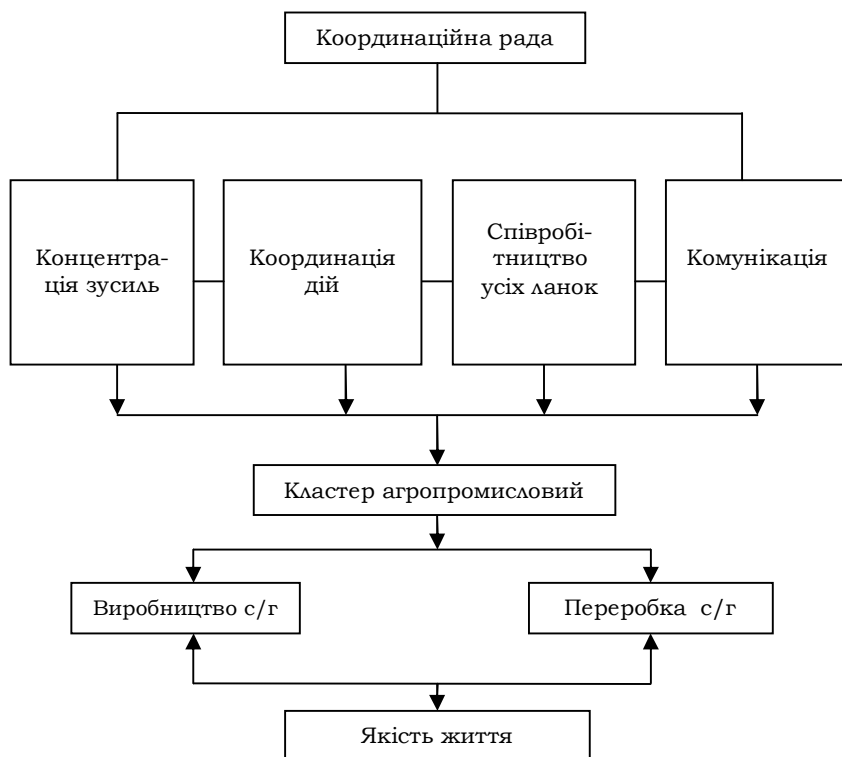 Координаційна рада
Концентра-
ція зусиль
Координація
дій
Співробі-
тництво
усіх ланок
Комунікація
Кластер агропромисловий
Виробництво с/г
Переробка с/г
Якість життя